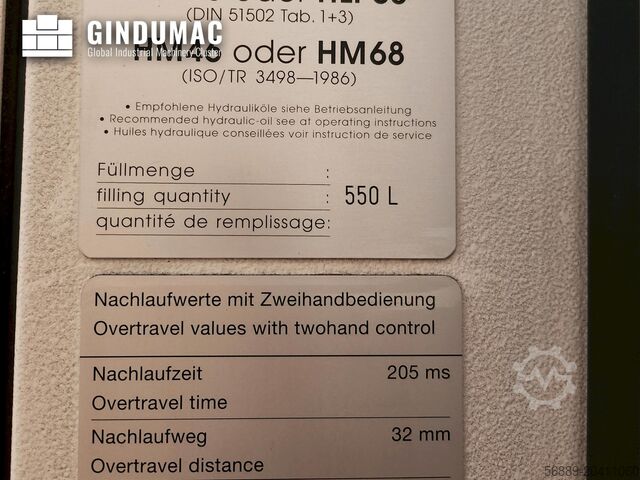 GINDUMAC
Global Industrial Machinery Cluster
oder
(DIN 51502 Tab. 1+3)
HM46 oder HM68
(ISO/TR 3498—1986)
• Empfohlene Hydrauliköle siehe Betriebsanleitung
• Recommended hydraulic-oil see at operating instructions
• Huiles hydraulique conseillées voir instruction de service
Füllmenge :
filling quantity : 550 L
quantité de remplissage:
Nachlaufwerte mit Zweihandbedienung
Overtravel values with twohand control
Nachlaufzeit 205 ms
Overtravel time
Nachlaufweg 32 mm
Overtravel distance